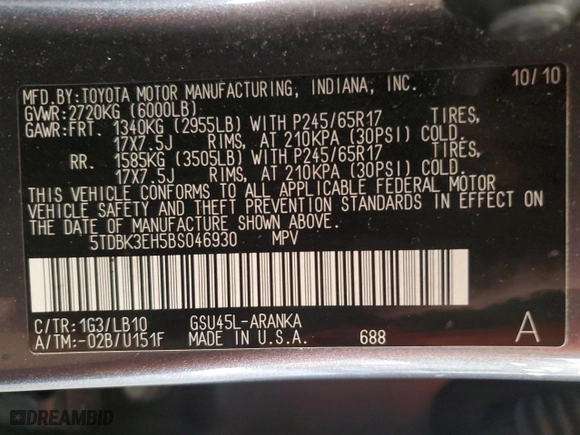 MFD.BY:TOYOTA MOTOR MANUFACTURING, INDIANA, INC. 10/10
GVWR:2720KG (6000LB)
GAWR:FRT. 1340KG (2955LB) WITH P245/65R17 TIRES,
17X7.5J RIMS, AT 210KPA (30PSI) COLD.
RR. 1585KG (3505LB) WITH P245/65R17 TIRES,
17X7.5J RIMS, AT 210KPA (30PSI) COLD.
THIS VEHICLE CONFORMS TO ALL APPLICABLE FEDERAL MOTOR
VEHICLE SAFETY AND THEFT PREVENTION STANDARDS IN EFFECT ON
THE DATE OF MANUFACTURE SHOWN ABOVE.
5TDBK3EH5BS046930 MPV
C/TR:1G3/LB10 GSU45L-ARANKA
A/TM:-02B/U151F MADE IN U.S.A. 688 A
DREAMBID